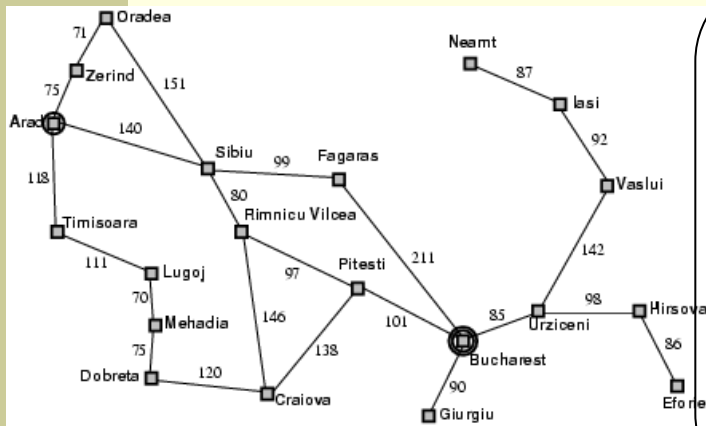 Oradea
71
Neamt
Zerind
87
75
151
Iasi
Arad
140
92
Sibiu
99
Fagaras
118
80
Vaslui
Timisoara
Rimnicu Vilcea
142
111
211
Lugoj
97
Pitesti
70
98
Hirsova
146
85
Urziceni
101
Mehadia
138
86
75
Bucharest
120
Dobreta
90
Craiova
Eforie
Giurgiu